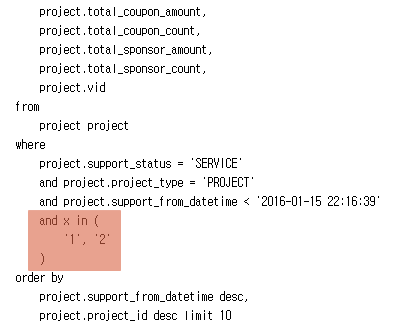 project.total_coupon_amount,
project.total_coupon_count,
project.total_sponsor_amount,
project.total_sponsor_count,
project.vid
from
project project
where
project.support_status = 'SERVICE'
and project.project_type = 'PROJECT'
and project.support_from_datetime < '2016-01-15 22:16:39'
and x in (
'1', '2'
)
order by
project.support_from_datetime desc,
project.project_id desc limit 10